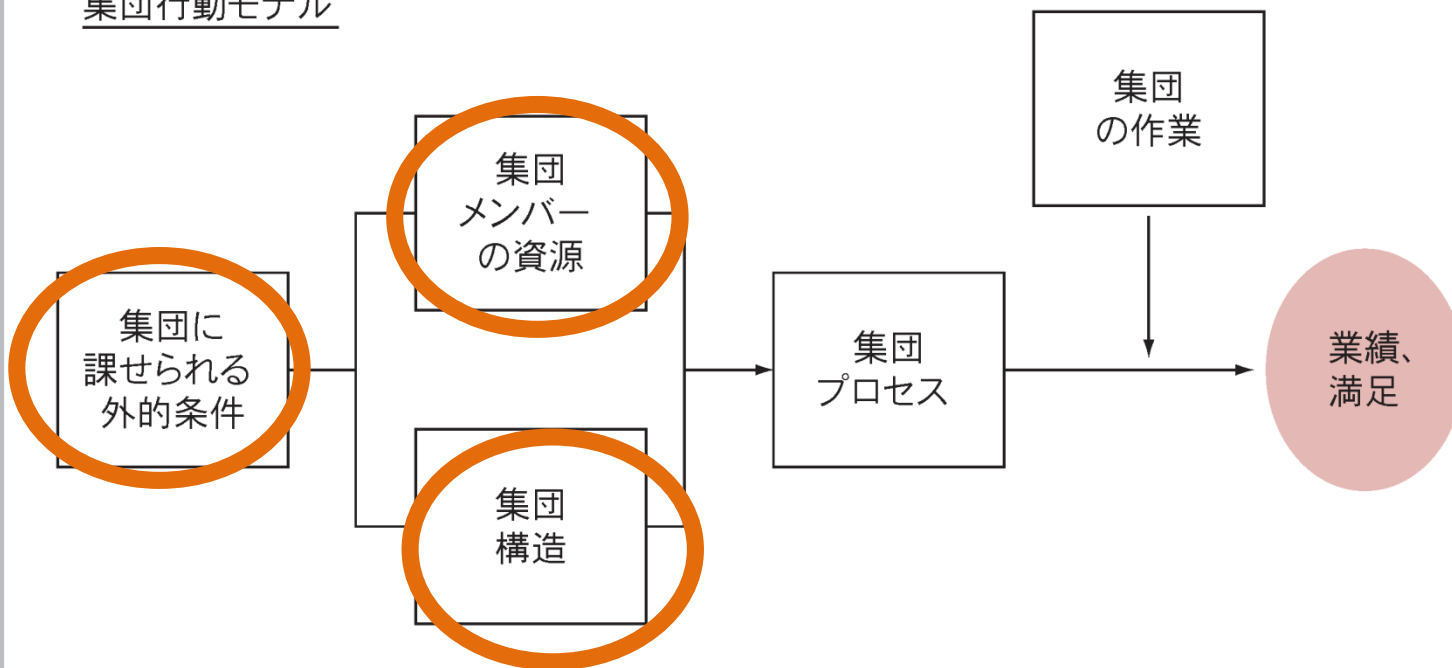 集団行動モデル
集団
の作業
集団
メンバー
の資源
集団に
課せられる
外的条件
集団
プロセス
業績、
満足
集団
構造